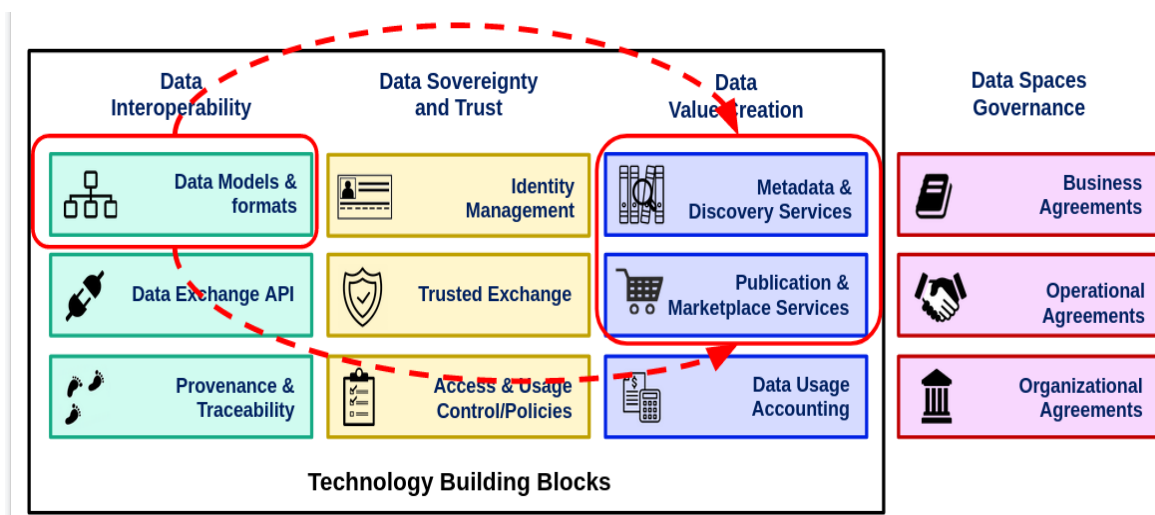 Data
Interoperability
Data Sovereignty
and Trust
Data
Value Creation
Data Spaces
Governance
Data Models &
formats
Identity
Management
Metadata &
Discovery Services
Business
Agreements
Data Exchange API
Trusted Exchange
Publication &
Marketplace Services
Operational
Agreements
Provenance &
Traceability
Access & Usage
Control/Policies
$
Data Usage
Accounting
Organizational
Agreements
Technology Building Blocks